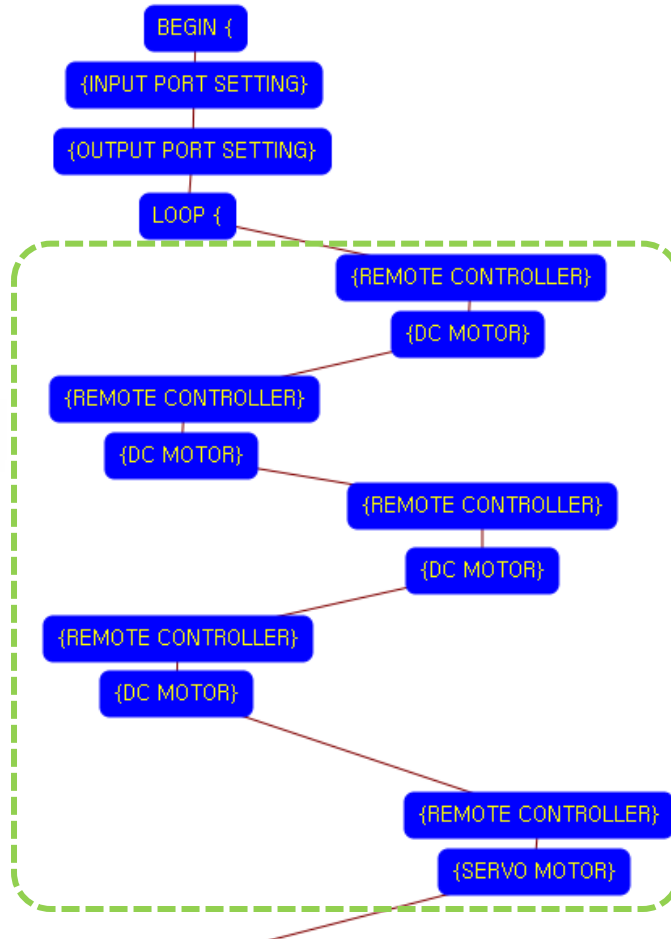 BEGIN {
{INPUT PORT SETTING}
{OUTPUT PORT SETTING}
LOOP {
{REMOTE CONTROLLER}
{DC MOTOR}
{REMOTE CONTROLLER}
{DC MOTOR}
{REMOTE CONTROLLER}
{DC MOTOR}
{REMOTE CONTROLLER}
{DC MOTOR}
{REMOTE CONTROLLER}
{SERVO MOTOR}